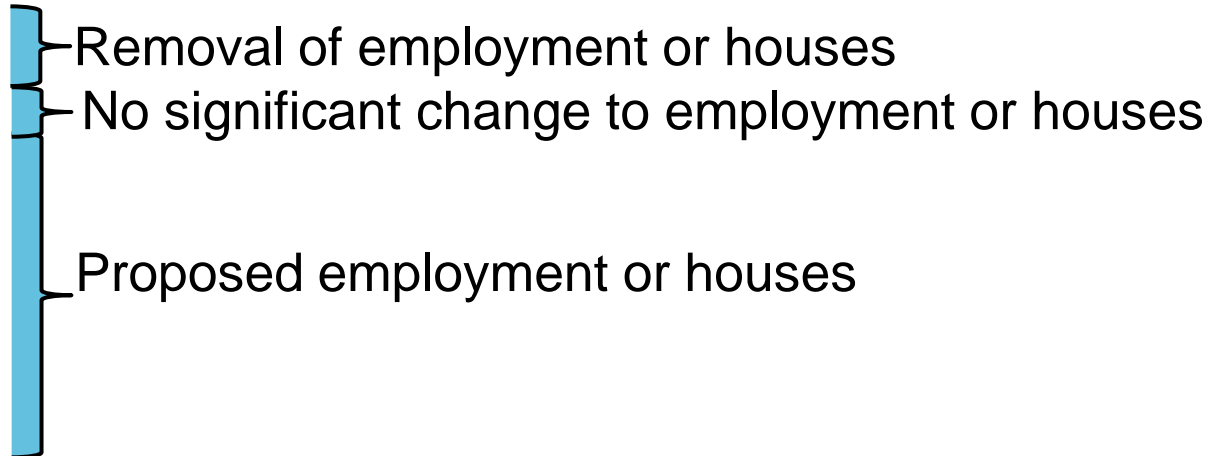 Removal of employment or houses
No significant change to employment or houses
Proposed employment or houses